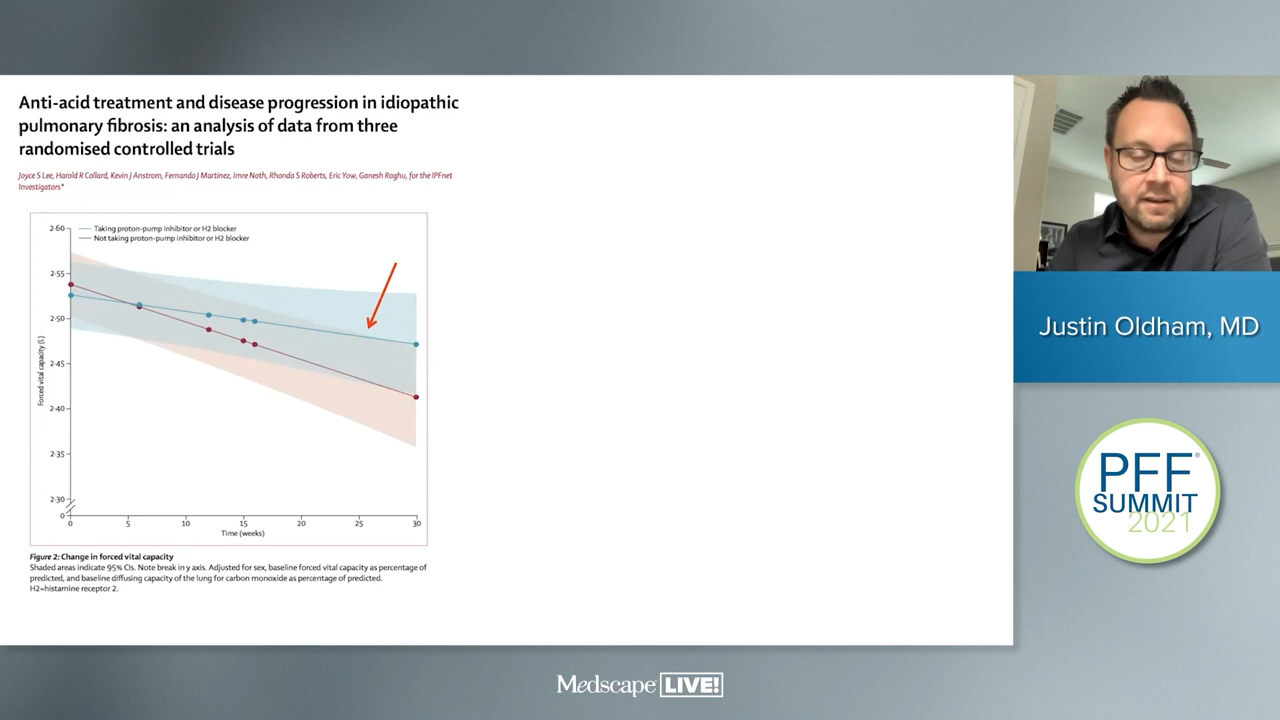 Anti-acid treatment and disease progression in idiopathic
pulmonary fibrosis: an analysis of data from three
randomised controlled trials
Joyce S Lee, Harold R Collard, Kevin J Anstrom, Fernando J Martinez, Imre Noth, Rhonda S Roberts, Eric Yow, Ganesh Raghu, for the IPFnet
Investigators*
Taking proton-pump inhibitor or H2 blocker
Not taking proton-pump inhibitor or H2 blocker
Forced vital capacity (L)
2·60
2·55
2·50
2·45
2·40
2·35
2·30
0
0 5 10 15 20 25 30
Time (weeks)
Figure 2: Change in forced vital capacity
Shaded areas indicate 95% CIs. Note break in y axis. Adjusted for sex, baseline forced vital capacity as percentage of
predicted, and baseline diffusing capacity of the lung for carbon monoxide as percentage of predicted.
H2=histamine receptor 2.
Justin Oldham, MD
PFF®
SUMMIT
2021
Medscape LIVE!